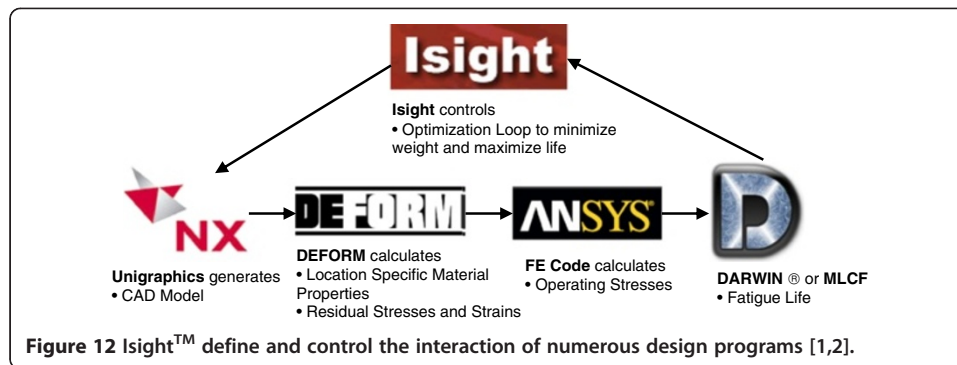 Isight
Isight controls
• Optimization Loop to minimize
weight and maximize life
NX
DEFORM
ANSYS®
D
Unigraphics generates
• CAD Model
DEFORM calculates
• Location Specific Material
Properties
• Residual Stresses and Strains
FE Code calculates
• Operating Stresses
DARWIN ® or MLCF
• Fatigue Life
Figure 12 Isight™ define and control the interaction of numerous design programs [1,2].